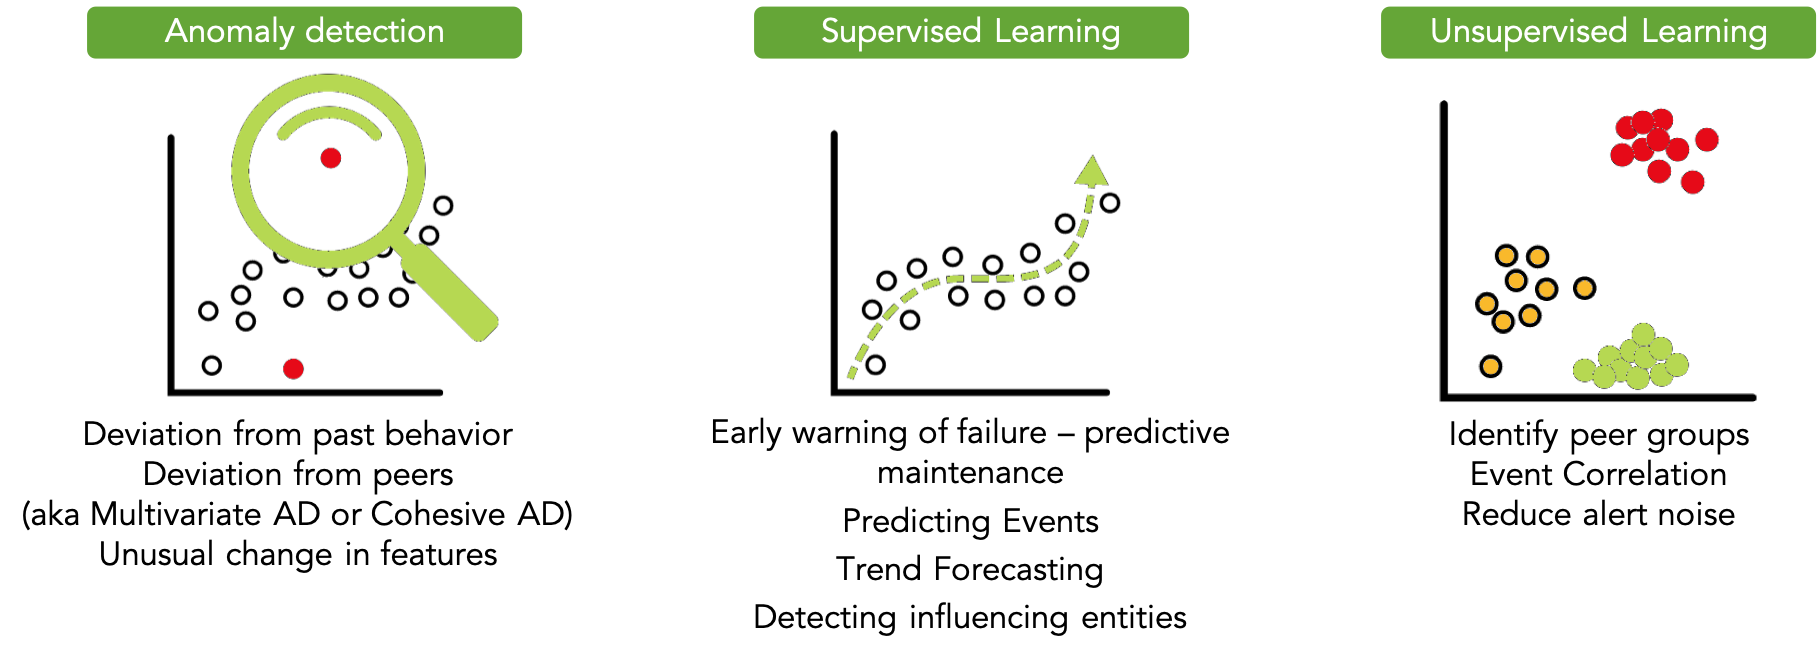 Anomaly detection
Deviation from past behavior
Deviation from peers
(aka Multivariate AD or Cohesive AD)
Unusual change in features
Supervised Learning
Early warning of failure – predictive
maintenance
Predicting Events
Trend Forecasting
Detecting influencing entities
Unsupervised Learning
Identify peer groups
Event Correlation
Reduce alert noise